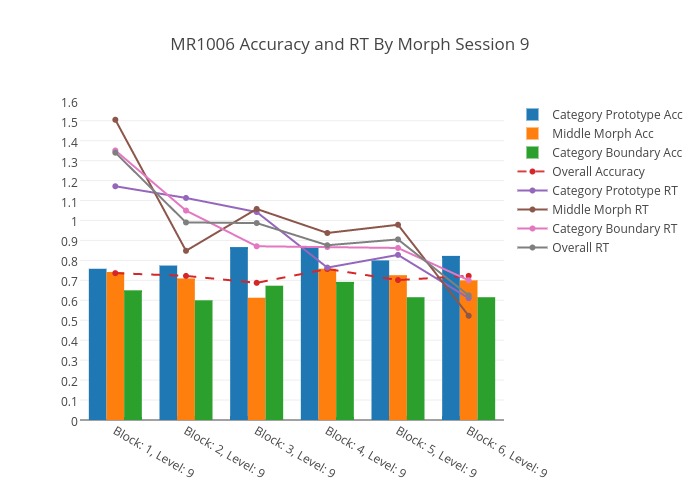 MR1006 Accuracy and RT By Morph Session 9
1.6
1.5
1.4
1.3
1.2
1.1
1
0.9
0.8
0.7
0.6
0.5
0.4
0.3
0.2
0.1
0
Block: 1, Level: 9
Block: 2, Level: 9
Block: 3, Level: 9
Block: 4, Level: 9
Block: 5, Level: 9
Block: 6, Level: 9
Category Prototype Acc
Middle Morph Acc
Category Boundary Acc
Overall Accuracy
Category Prototype RT
Middle Morph RT
Category Boundary RT
Overall RT